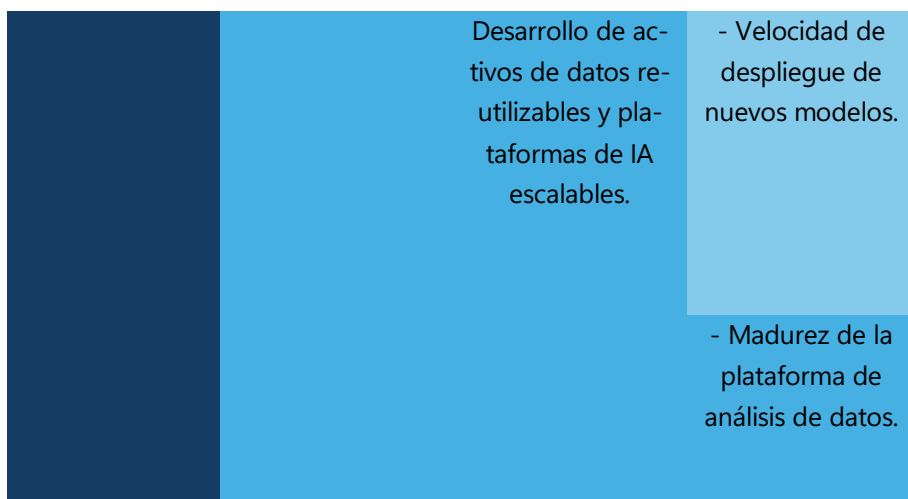 Desarrollo de ac-
tivos de datos re-
utilizables y pla-
taformas de IA
escalables.
- Velocidad de
despliegue de
nuevos modelos.
- Madurez de la
plataforma de
análisis de datos.